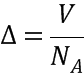 Δ = V / N_A